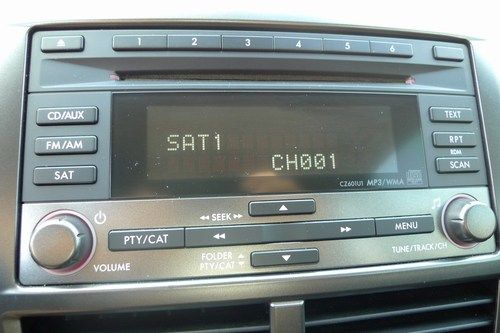 1 2 3 4 5 6
CD/AUX
TEXT
FM/AM
SAT1
RPT
RDM
SAT
CH001
SCAN
CZ601U1 MP3/WMA
SEEK
PTY/CAT
MENU
VOLUME
FOLDER
PTY/CAT
TUNE/TRACK/CH